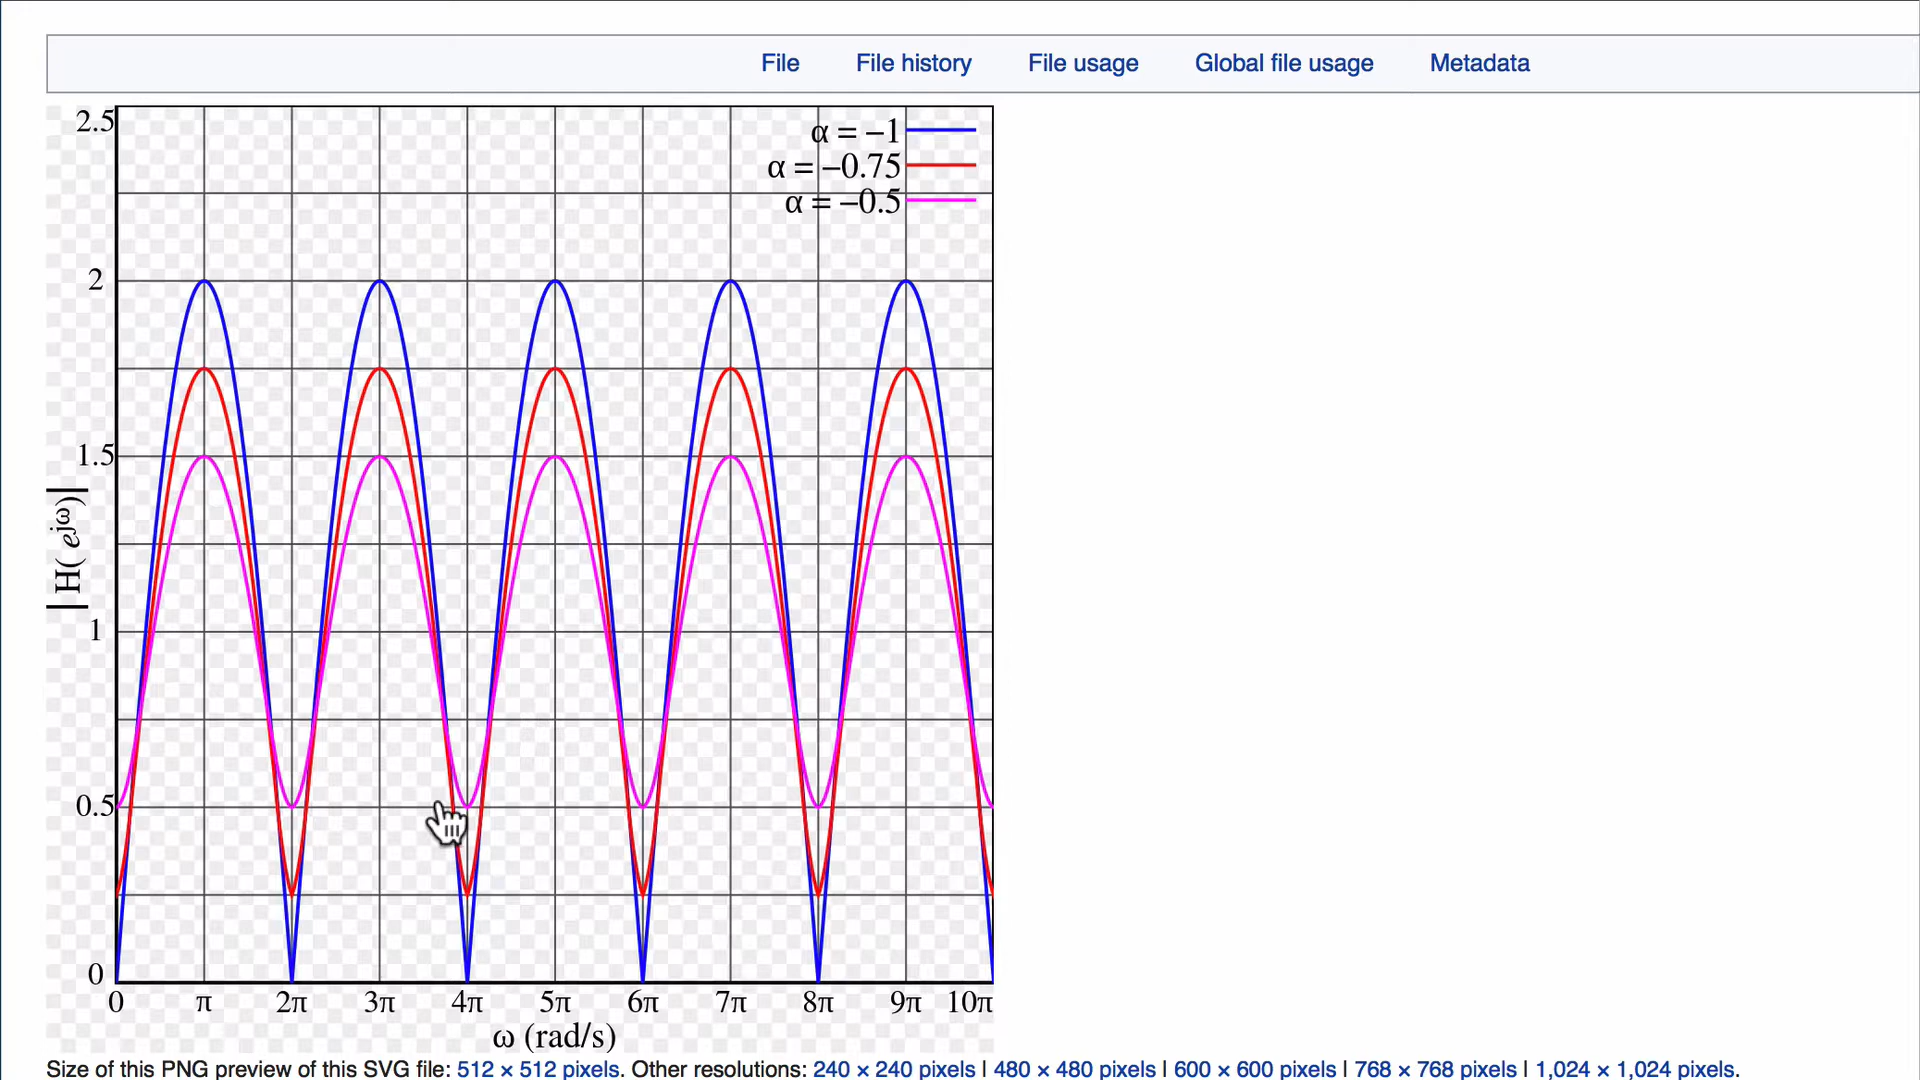 File File history File usage Global file usage Metadata
2.5
α = −1
α = −0.75
α = −0.5
2
1.5
|H( e^jω)|
1
0.5
0
0 π 2π 3π 4π 5π 6π 7π 8π 9π 10π
ω (rad/s)
Size of this PNG preview of this SVG file: 512 × 512 pixels. Other resolutions: 240 × 240 pixels | 480 × 480 pixels | 600 × 600 pixels | 768 × 768 pixels | 1,024 × 1,024 pixels.